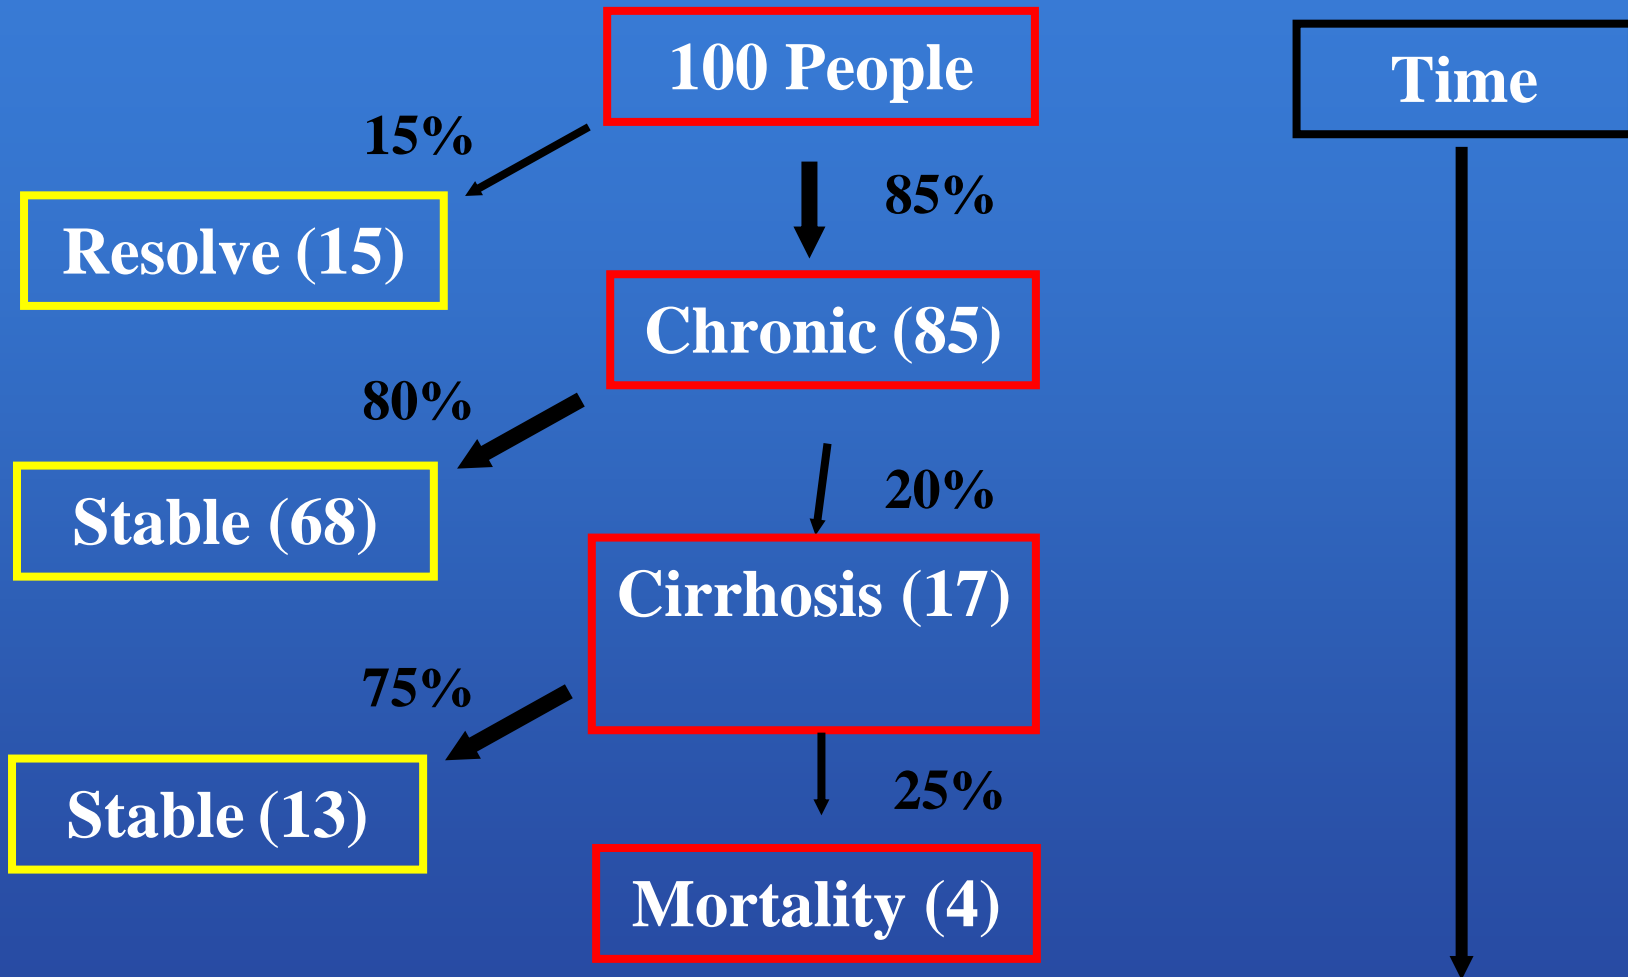 100 People
Time
15%
85%
Resolve (15)
Chronic (85)
80%
20%
Stable (68)
Cirrhosis (17)
75%
25%
Stable (13)
Mortality (4)